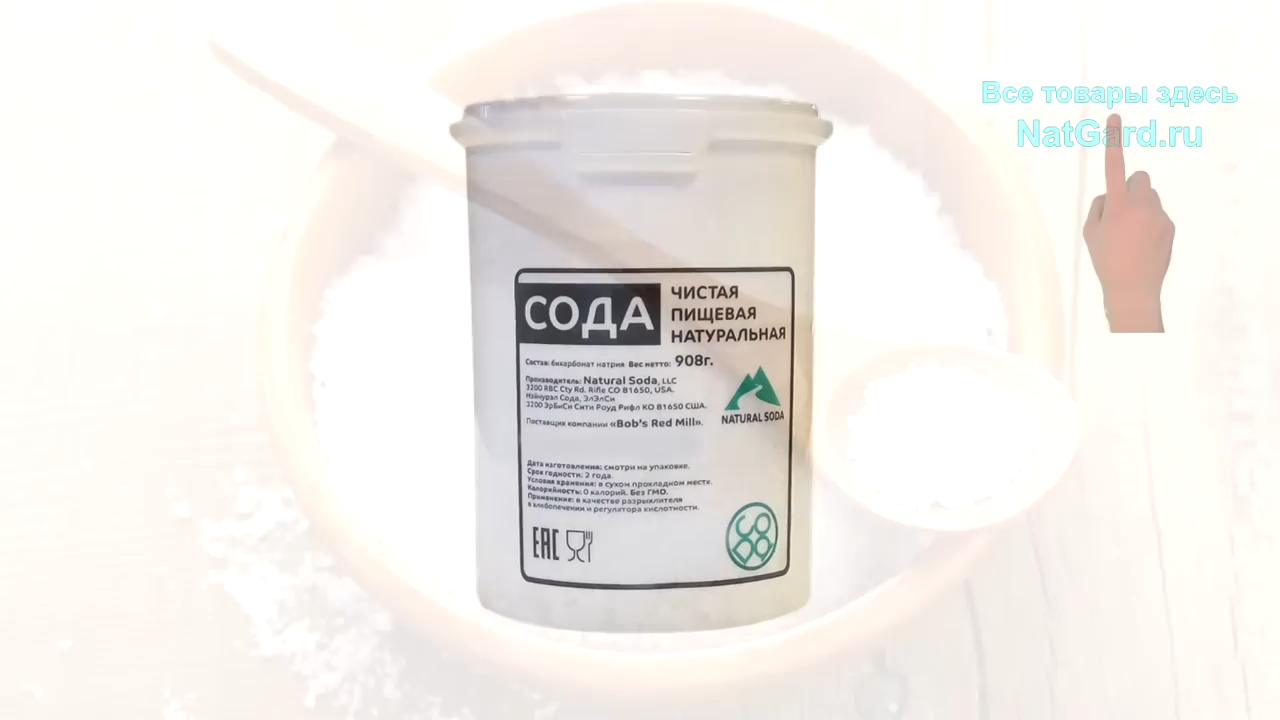 Все товары здесь
NatGard.ru
СОДА
ЧИСТАЯ
ПИЩЕВАЯ
НАТУРАЛЬНАЯ
Состав: бикарбонат натрия Вес нетто: 908г.
Производитель: Natural Soda, LLC
3200 RBC Cty Rd. Rifle CO 81650, USA.
Нэйчурэл Сода, ЭлЭлСи
3200 ЭрБиСи Сити Роуд Рифл КО 81650 США.
Поставщик компании «Bob's Red Mill».
NATURAL SODA
Дата изготовления: смотри на упаковке.
Срок годности: 2 года.
Условия хранения: в сухом прохладном месте.
Калорийность: 0 калорий. Без ГМО.
Применение: в качестве разрыхлителя
в хлебопечении и регулятора кислотности.
EAC
СОДА